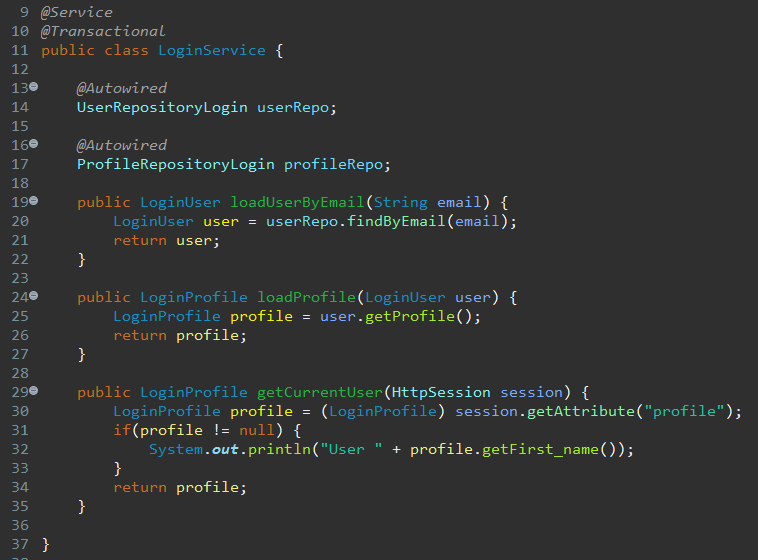 9 @Service
10 @Transactional
11 public class LoginService {
12
13 @Autowired
14 UserRepositoryLogin userRepo;
15
16 @Autowired
17 ProfileRepositoryLogin profileRepo;
18
19 public LoginUser loadUserByEmail(String email) {
20 LoginUser user = userRepo.findByEmail(email);
21 return user;
22 }
23
24 public LoginProfile loadProfile(LoginUser user) {
25 LoginProfile profile = user.getProfile();
26 return profile;
27 }
28
29 public LoginProfile getCurrentUser(HttpSession session) {
30 LoginProfile profile = (LoginProfile) session.getAttribute("profile");
31 if(profile != null) {
32 System.out.println("User " + profile.getFirst_name());
33 }
34 return profile;
35 }
36
37 }